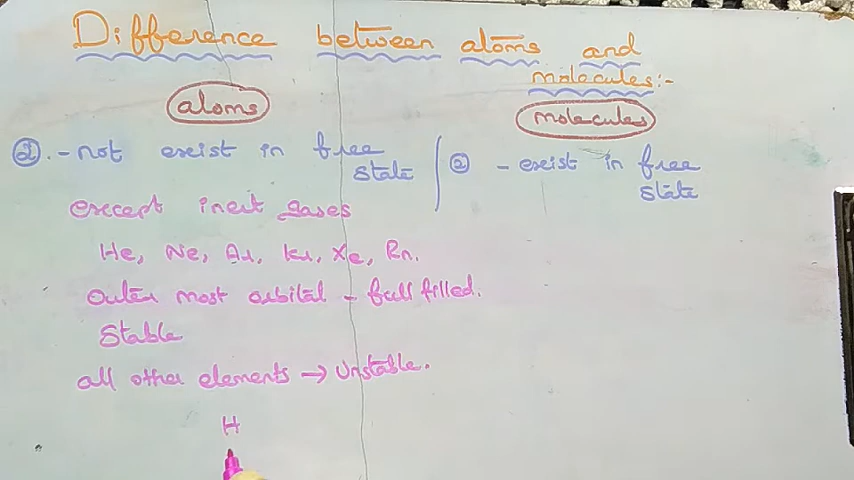 Difference between atoms and
molecules:-
atoms
molecules
②. - not exist in free
state
② - exist in free
state
except inert gases
He, Ne, Ar, Kr, Xe, Rn.
Outer most orbital - full filled.
Stable
all other elements → Unstable.
H